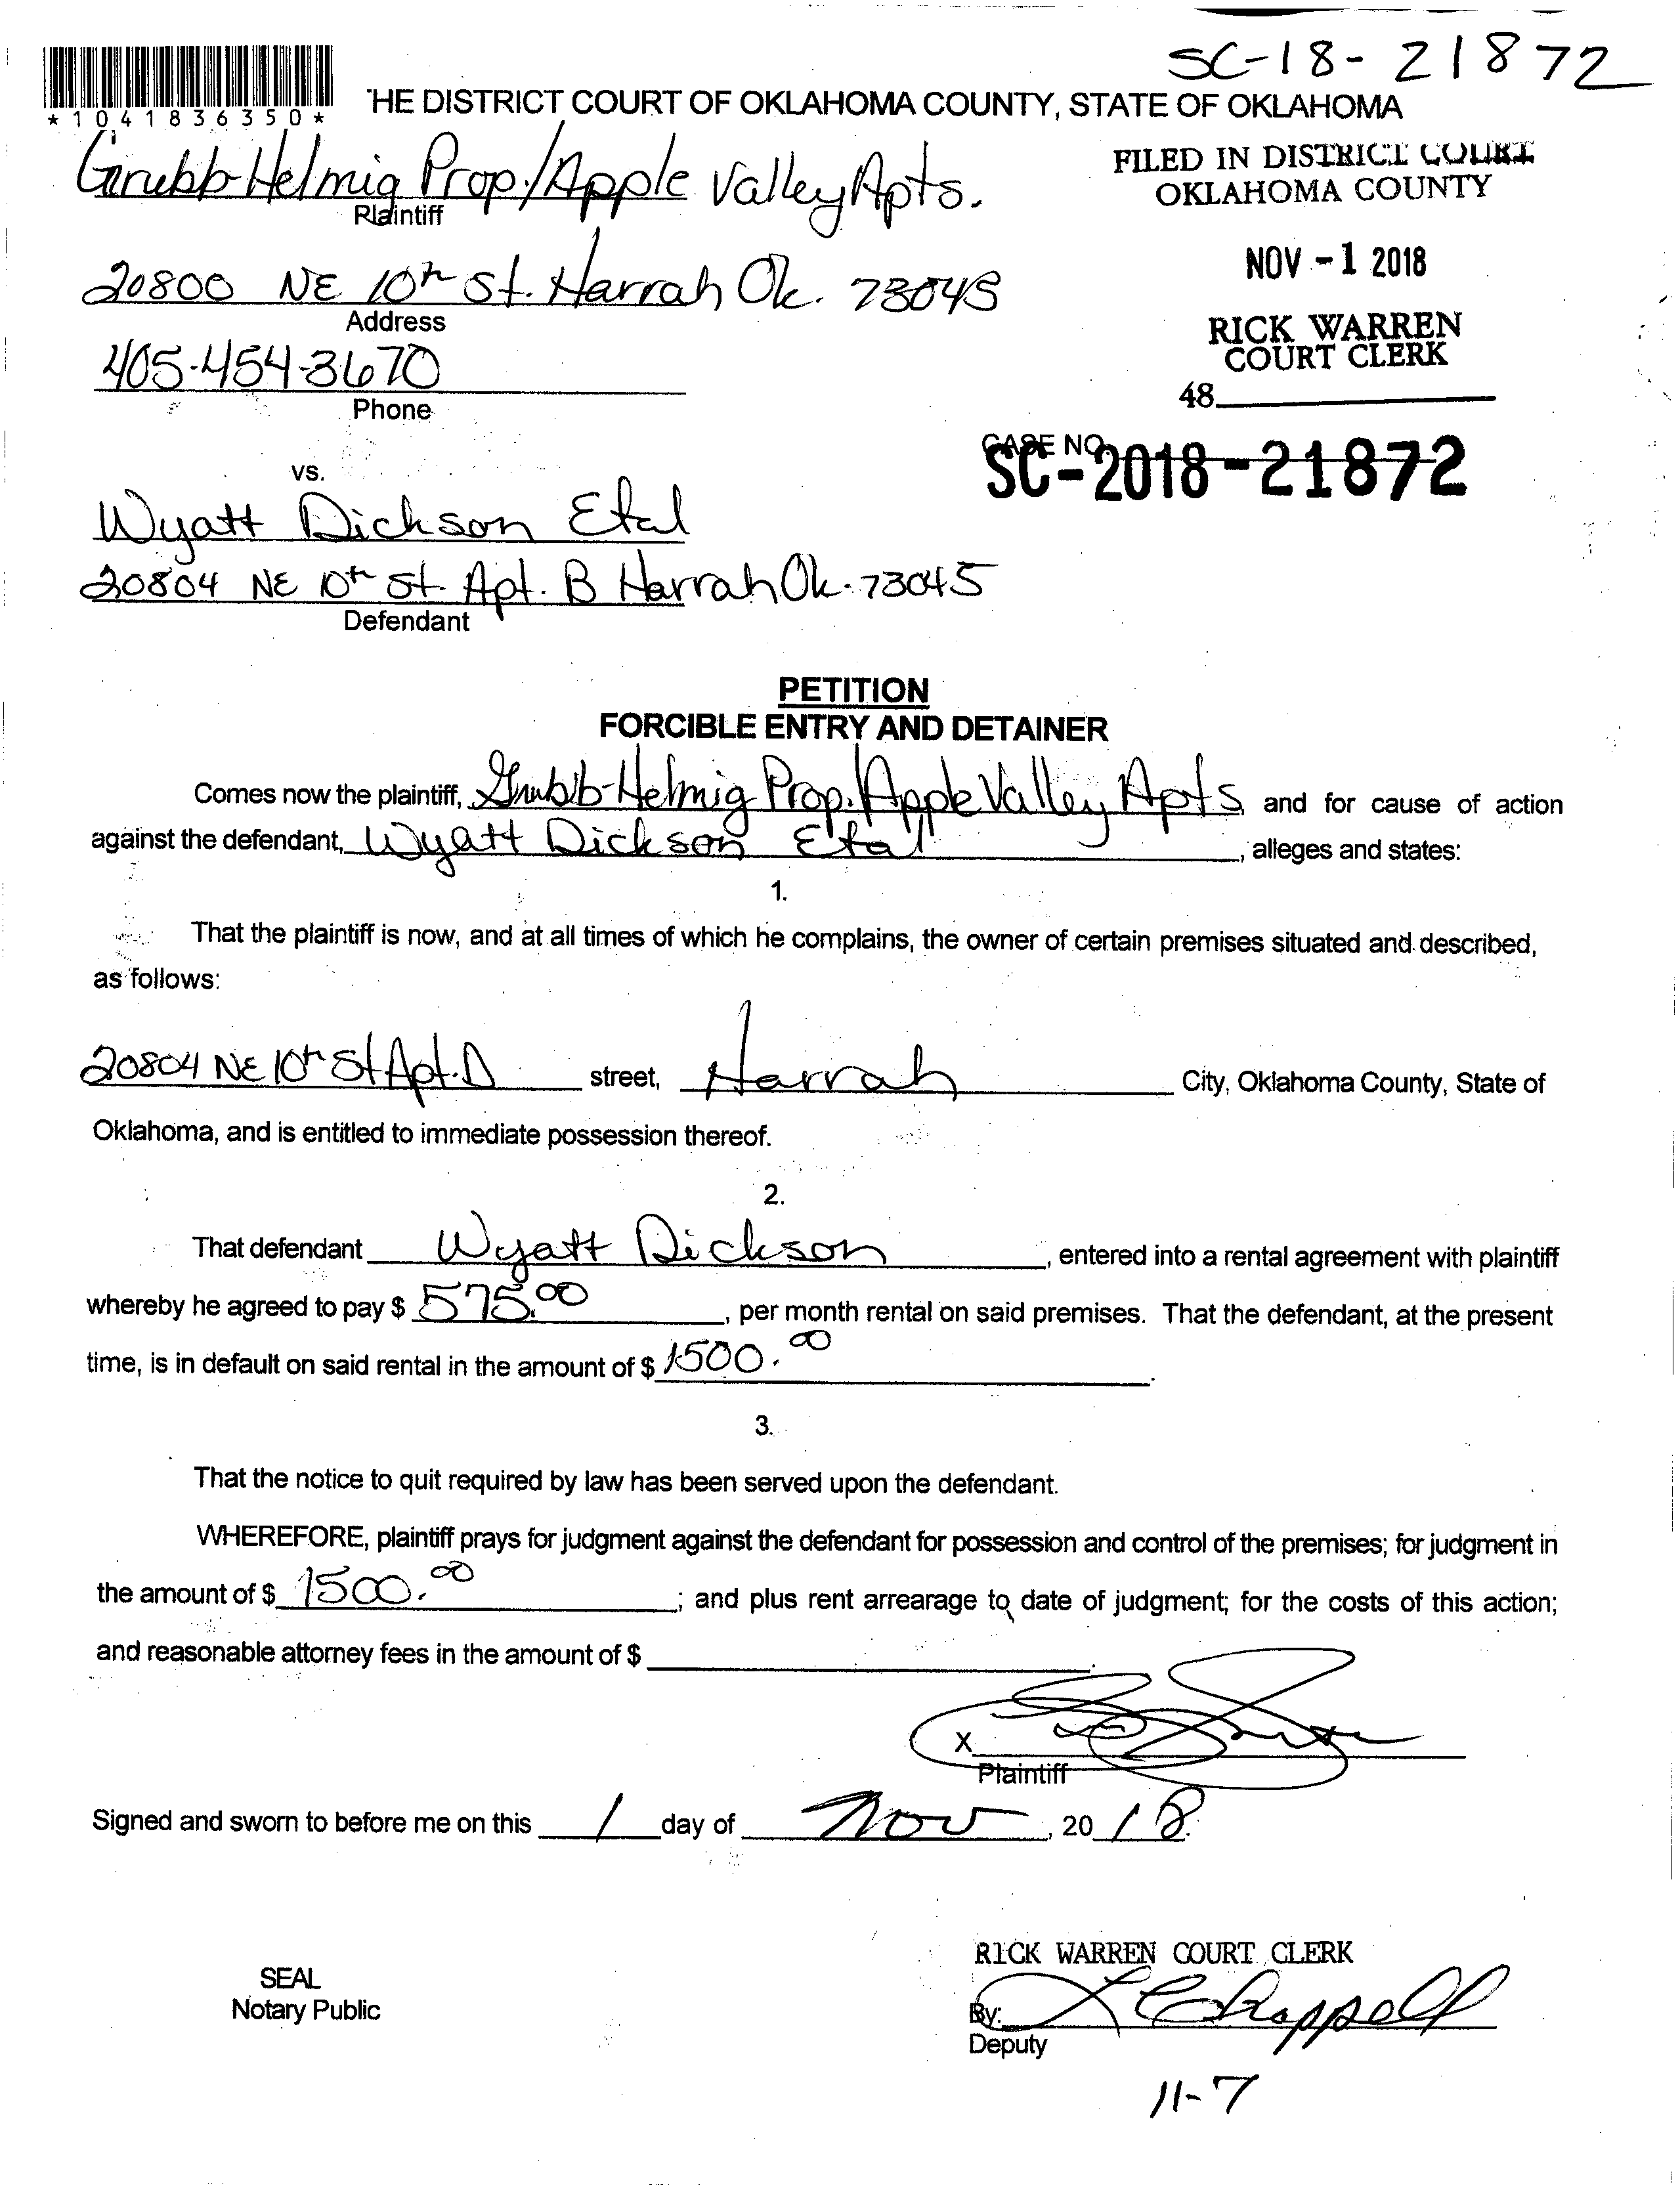 SC-18-21872
*1041836350*
'HE DISTRICT COURT OF OKLAHOMA COUNTY, STATE OF OKLAHOMA
Grubb-Helmig Prop./Apple Valley Apts.
Plaintiff
FILED IN DISTRICT COURT
OKLAHOMA COUNTY
20800 NE 10th St. Harrah Ok. 73045
Address
NOV -1 2018
405-454-3670
Phone
RICK WARREN
COURT CLERK
48
vs.
CASE NO.
SC-2018-21872
Wyatt Dickson Etal
20804 NE 10th St. Apt. B Harrah Ok. 73045
Defendant
PETITION
FORCIBLE ENTRY AND DETAINER
Comes now the plaintiff, Grubb-Helmig Prop./Apple Valley Apts and for cause of action
against the defendant, Wyatt Dickson Etal, alleges and states:
1.
That the plaintiff is now, and at all times of which he complains, the owner of certain premises situated and described,
as follows:
20804 NE 10th St Apt. D street, Harrah City, Oklahoma County, State of
Oklahoma, and is entitled to immediate possession thereof.
2.
That defendant Wyatt Dickson, entered into a rental agreement with plaintiff
whereby he agreed to pay $ 575.00, per month rental on said premises. That the defendant, at the present
time, is in default on said rental in the amount of $ 1500.00.
3.
That the notice to quit required by law has been served upon the defendant.
WHEREFORE, plaintiff prays for judgment against the defendant for possession and control of the premises; for judgment in
the amount of $ 1500.00; and plus rent arrearage to date of judgment; for the costs of this action;
and reasonable attorney fees in the amount of $ .
X
Plaintiff
Signed and sworn to before me on this 1 day of Nov, 2018.
RICK WARREN COURT CLERK
SEAL
Notary Public
By: L Chappell
Deputy
11-7